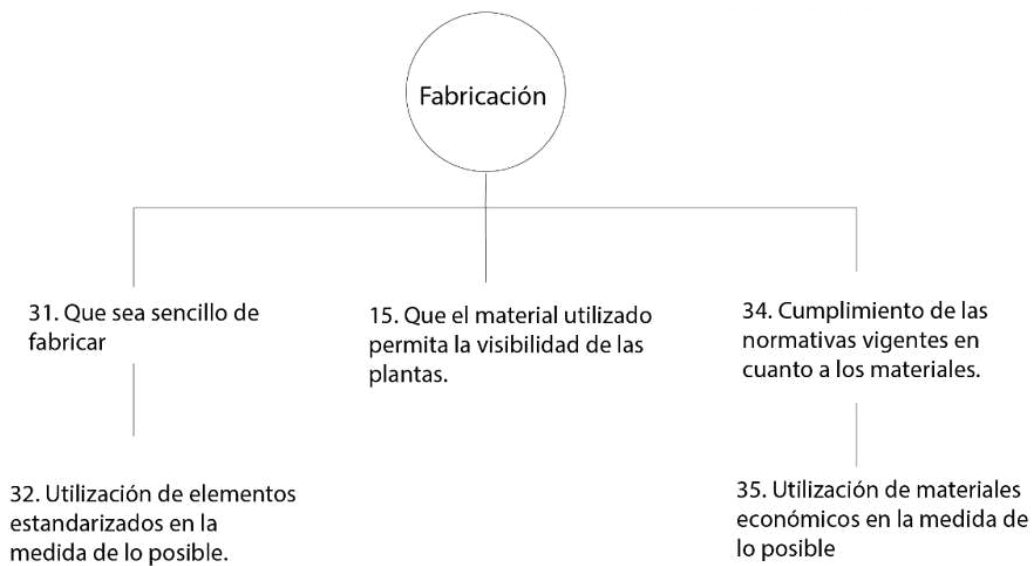 Fabricación
31. Que sea sencillo de
fabricar
15. Que el material utilizado
permita la visibilidad de las
plantas.
34. Cumplimiento de las
normativas vigentes en
cuanto a los materiales.
32. Utilización de elementos
estandarizados en la
medida de lo posible.
35. Utilización de materiales
económicos en la medida de
lo posible